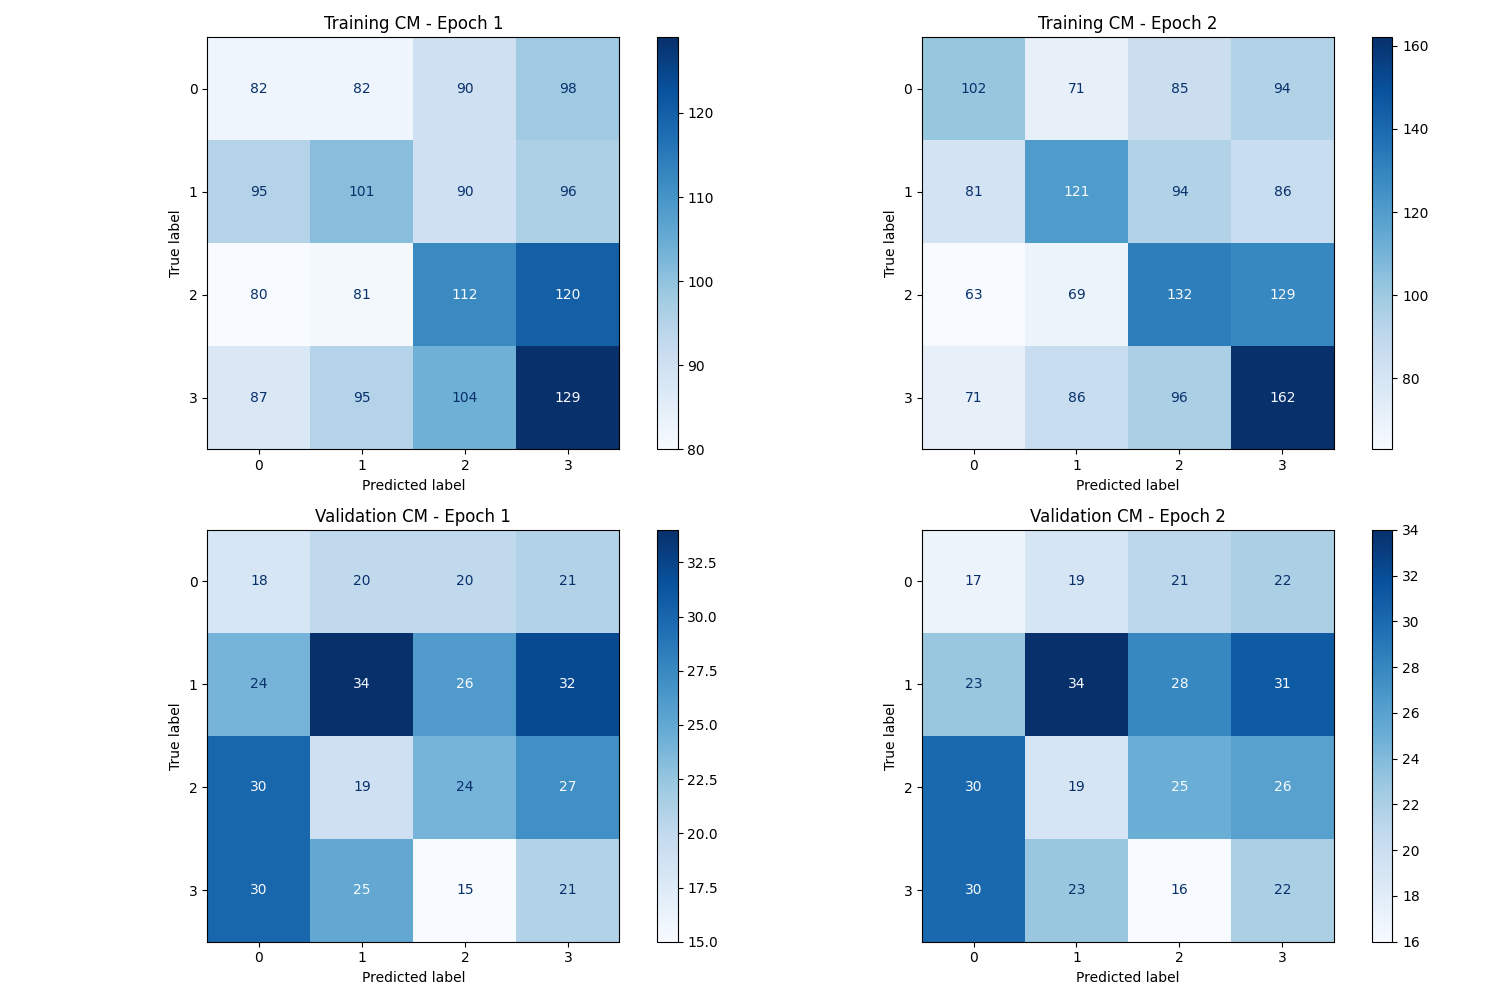 Training CM - Epoch 1
0 82 82 90 98
1 95 101 90 96
2 80 81 112 120
3 87 95 104 129
0 1 2 3
Predicted label
True label
120
110
100
90
80
Training CM - Epoch 2
0 102 71 85 94
1 81 121 94 86
2 63 69 132 129
3 71 86 96 162
0 1 2 3
Predicted label
True label
160
140
120
100
80
Validation CM - Epoch 1
0 18 20 20 21
1 24 34 26 32
2 30 19 24 27
3 30 25 15 21
0 1 2 3
Predicted label
True label
32.5
30.0
27.5
25.0
22.5
20.0
17.5
15.0
Validation CM - Epoch 2
0 17 19 21 22
1 23 34 28 31
2 30 19 25 26
3 30 23 16 22
0 1 2 3
Predicted label
True label
34
32
30
28
26
24
22
20
18
16